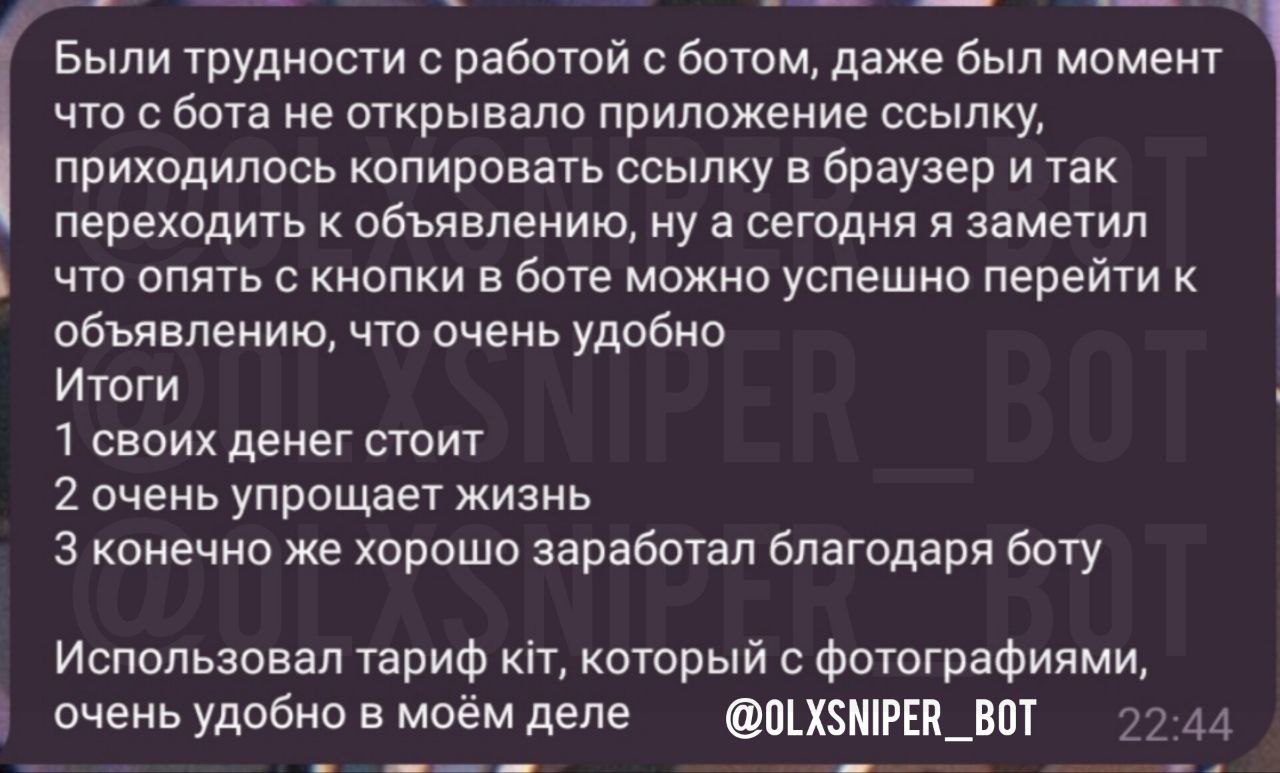 Были трудности с работой с ботом, даже был момент
что с бота не открывало приложение ссылку,
приходилось копировать ссылку в браузер и так
переходить к объявлению, ну а сегодня я заметил
что опять с кнопки в боте можно успешно перейти к
объявлению, что очень удобно
Итоги
1 своих денег стоит
2 очень упрощает жизнь
3 конечно же хорошо заработал благодаря боту
Использовал тариф кіт, который с фотографиями,
очень удобно в моём деле
@OLXSNIPER_BOT
22:44
@OLXSNIPER_BOT
@OLXSNIPER_BOT
@OLXSNIPER_BOT